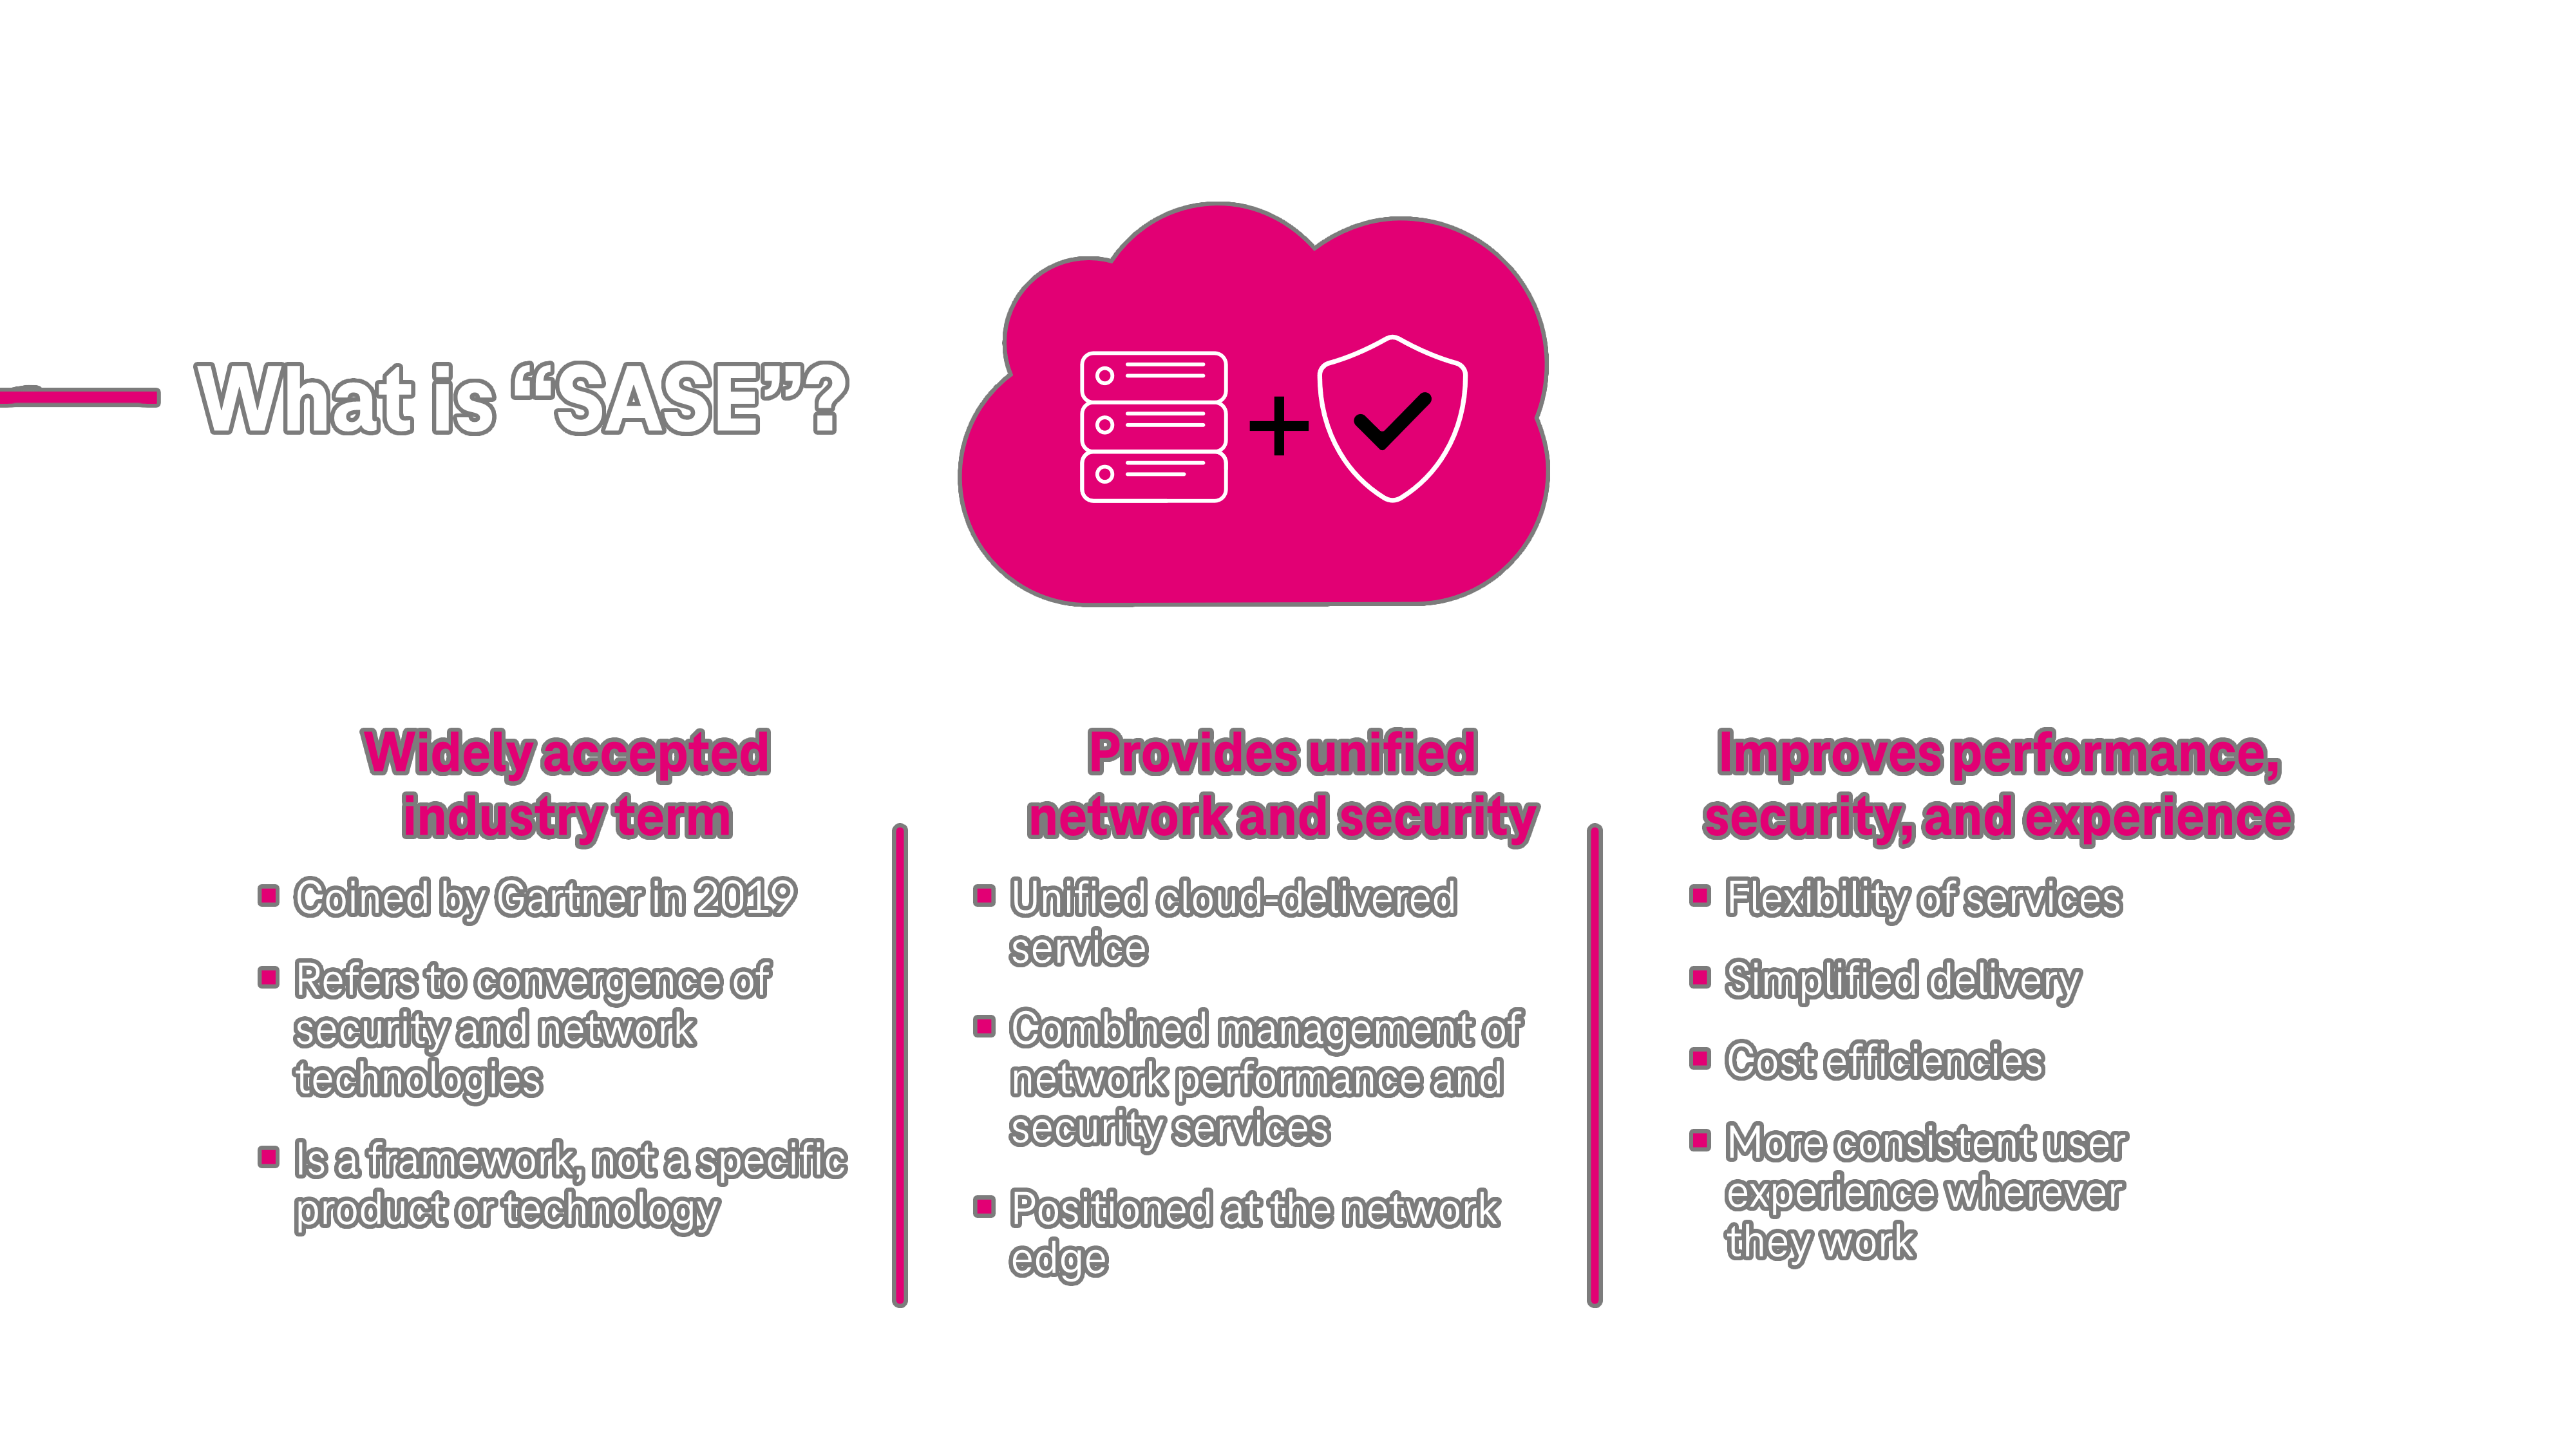 What is “SASE”?
Widely accepted
industry term
Coined by Gartner in 2019
Refers to convergence of
security and network
technologies
Is a framework, not a specific
product or technology
Provides unified
network and security
Unified cloud-delivered
service
Combined management of
network performance and
security services
Positioned at the network
edge
Improves performance,
security, and experience
Flexibility of services
Simplified delivery
Cost efficiencies
More consistent user
experience wherever
they work